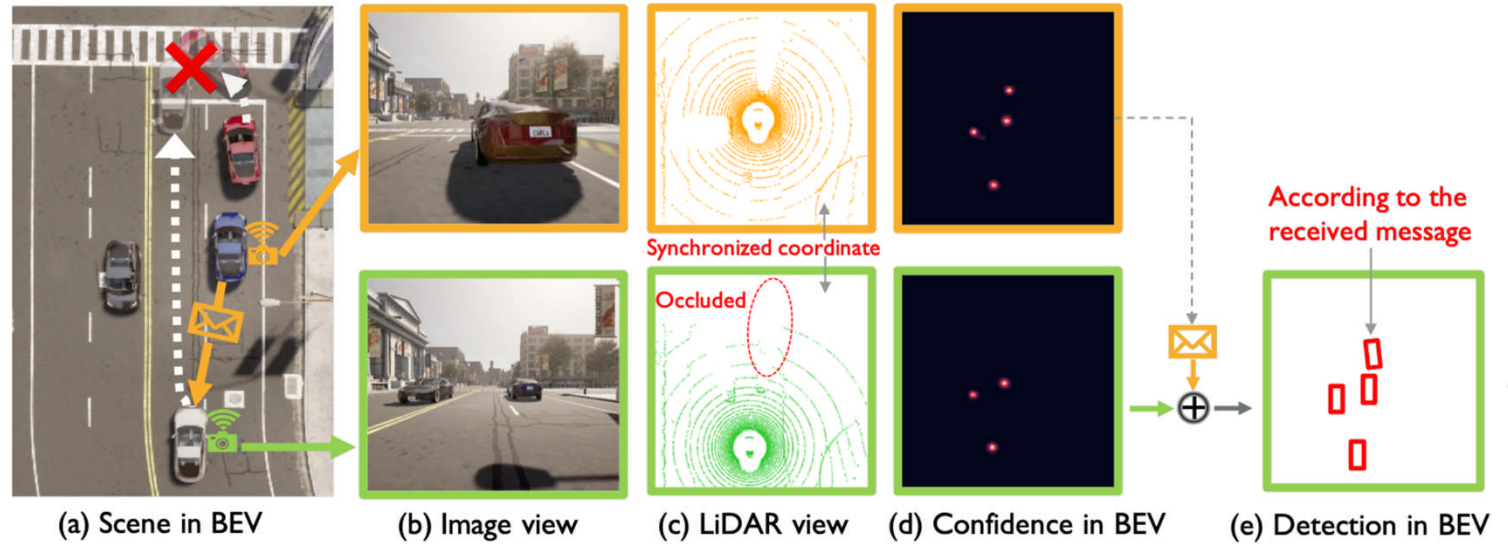 CARLA
Synchronized coordinate
Occluded
According to the
received message
(a) Scene in BEV
(b) Image view
(c) LiDAR view
(d) Confidence in BEV
(e) Detection in BEV